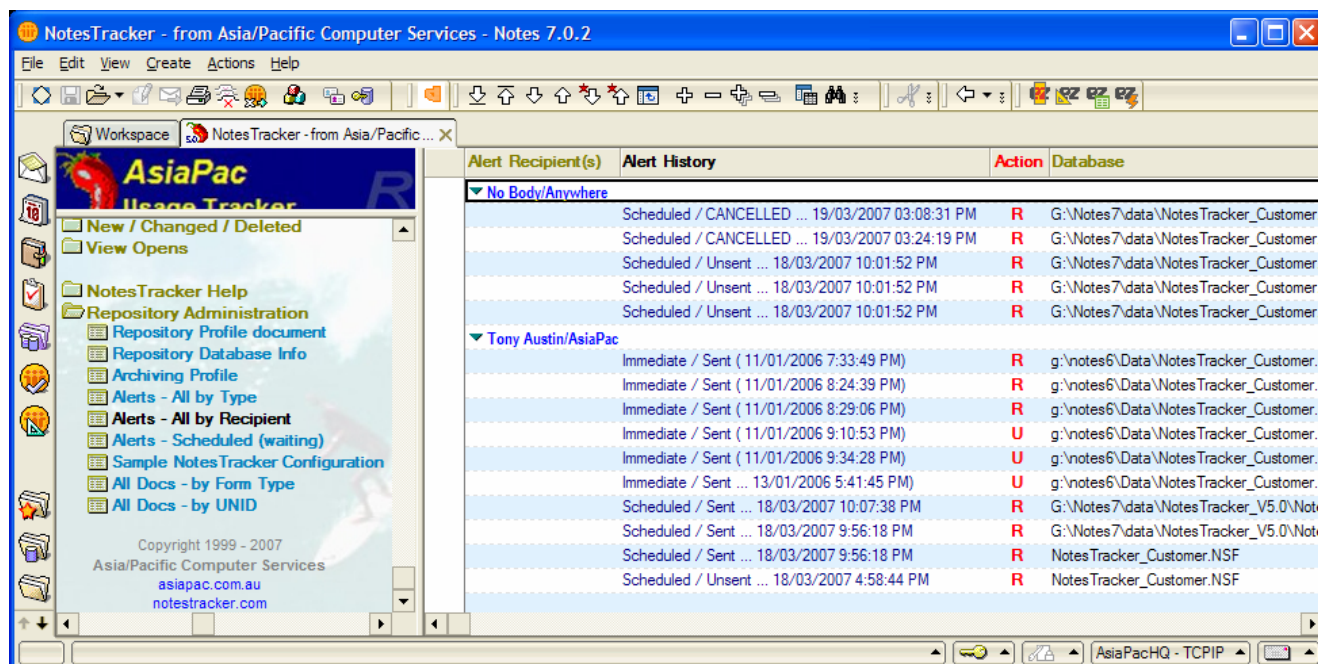 NotesTracker - from Asia/Pacific Computer Services - Notes 7.0.2
File Edit View Create Actions Help
Workspace NotesTracker - from Asia/Pacific ...
AsiaPac
Usage Tracker
New / Changed / Deleted
View Opens
NotesTracker Help
Repository Administration
Repository Profile document
Repository Database Info
Archiving Profile
Alerts - All by Type
Alerts - All by Recipient
Alerts - Scheduled (waiting)
Sample NotesTracker Configuration
All Docs - by Form Type
All Docs - by UNID
Copyright 1999 - 2007
Asia/Pacific Computer Services
asiapac.com.au
notestracker.com
Alert Recipient(s) Alert History Action Database
No Body/Anywhere
Scheduled / CANCELLED ... 19/03/2007 03:08:31 PM R G:\Notes7\data\NotesTracker_Customer
Scheduled / CANCELLED ... 19/03/2007 03:24:19 PM R G:\Notes7\data\NotesTracker_Customer
Scheduled / Unsent ... 18/03/2007 10:01:52 PM R G:\Notes7\data\NotesTracker_Customer
Scheduled / Unsent ... 18/03/2007 10:01:52 PM R G:\Notes7\data\NotesTracker_Customer
Scheduled / Unsent ... 18/03/2007 10:01:52 PM R G:\Notes7\data\NotesTracker_Customer
Tony Austin/AsiaPac
Immediate / Sent ( 11/01/2006 7:33:49 PM) R g:\notes6\Data\NotesTracker_Customer.
Immediate / Sent ( 11/01/2006 8:24:39 PM) R g:\notes6\Data\NotesTracker_Customer.
Immediate / Sent ( 11/01/2006 8:29:06 PM) R g:\notes6\Data\NotesTracker_Customer.
Immediate / Sent ( 11/01/2006 9:10:53 PM) U g:\notes6\Data\NotesTracker_Customer.
Immediate / Sent ( 11/01/2006 9:34:28 PM) U g:\notes6\Data\NotesTracker_Customer.
Immediate / Sent ... 13/01/2006 5:41:45 PM) U g:\notes6\Data\NotesTracker_Customer.
Scheduled / Sent ... 18/03/2007 10:07:38 PM R G:\Notes7\data\NotesTracker_V5.0\Note
Scheduled / Sent ... 18/03/2007 9:56:18 PM R G:\Notes7\data\NotesTracker_V5.0\Note
Scheduled / Sent ... 18/03/2007 9:56:18 PM R NotesTracker_Customer.NSF
Scheduled / Unsent ... 18/03/2007 4:58:44 PM R NotesTracker_Customer.NSF
AsiaPacHQ - TCPIP